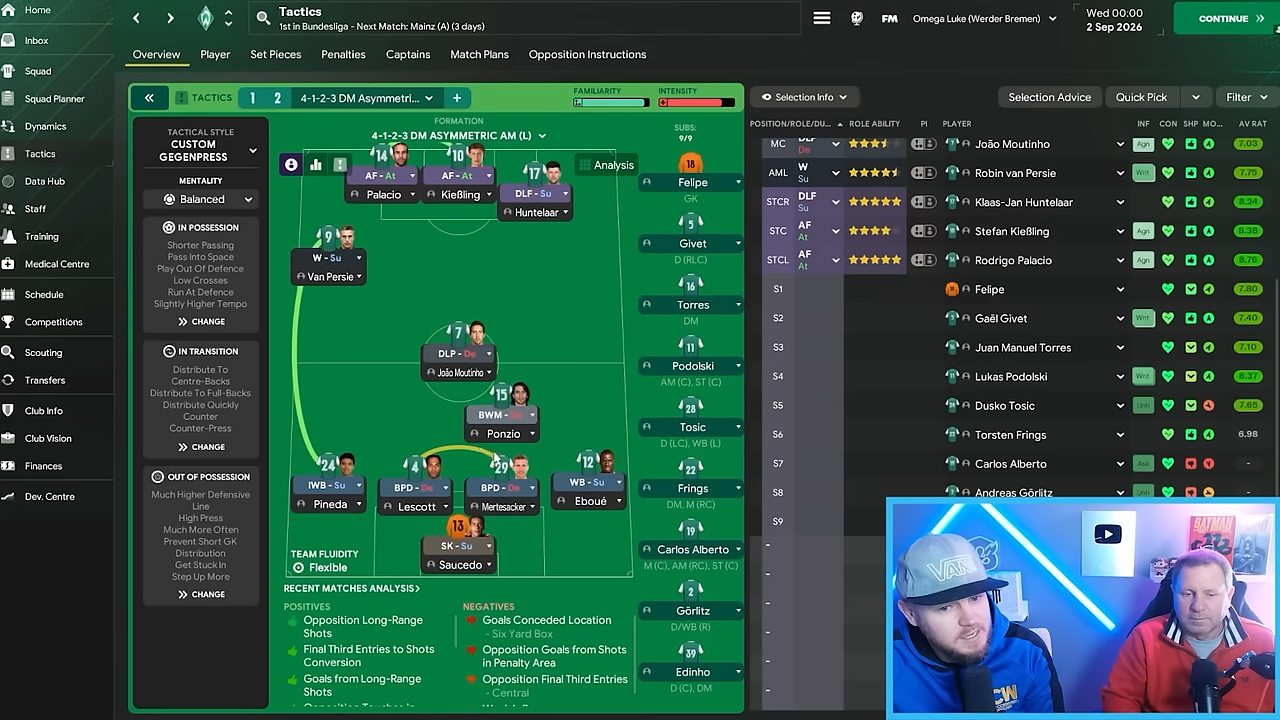 Home
Inbox
Squad
Squad Planner
Dynamics
Tactics
Data Hub
Staff
Training
Medical Centre
Schedule
Competitions
Scouting
Transfers
Club Info
Club Vision
Finances
Dev. Centre
Tactics
1st in Bundesliga - Next Match: Mainz (A) (3 days)
FM
Omega Luke (Werder Bremen)
Wed 00:00
2 Sep 2026
CONTINUE
Overview Player Set Pieces Penalties Captains Match Plans Opposition Instructions
TACTICS 1 2 4-1-2-3 DM Asymmetri...
FAMILIARITY
INTENSITY
TACTICAL STYLE
CUSTOM
GEGENPRESS
MENTALITY
Balanced
IN POSSESSION
Shorter Passing
Pass Into Space
Play Out Of Defence
Low Crosses
Run At Defence
Slightly Higher Tempo
CHANGE
IN TRANSITION
Distribute To
Centre-Backs
Distribute To Full-Backs
Distribute Quickly
Counter
Counter-Press
CHANGE
OUT OF POSSESSION
Much Higher Defensive
Line
High Press
Much More Often
Prevent Short GK
Distribution
Get Stuck In
Step Up More
CHANGE
FORMATION
4-1-2-3 DM ASYMMETRIC AM (L)
Analysis
14
AF - At
Palacio
10
AF - At
Kießling
17
DLF - Su
Huntelaar
9
W - Su
Van Persie
7
DLP - De
João Moutinho
15
BWM - De
Ponzio
24
IWB - Su
Pineda
4
BPD - De
Lescott
29
BPD - De
Mertesacker
12
WB - Su
Eboué
13
SK - Su
Saucedo
TEAM FLUIDITY
Flexible
RECENT MATCHES ANALYSIS
POSITIVES
Opposition Long-Range
Shots
Final Third Entries to Shots
Conversion
Goals from Long-Range
Shots
NEGATIVES
Goals Conceded Location
- Six Yard Box
Opposition Goals from Shots
in Penalty Area
Opposition Final Third Entries
- Central
SUBS:
9/9
18
Felipe
GK
5
Givet
D (RLC)
16
Torres
DM
11
Podolski
AM (C), ST (C)
28
Tosic
D (LC), WB (L)
22
Frings
DM, M (RC)
19
Carlos Alberto
M (C), AM (RC), ST (C)
2
Görlitz
D/WB (R)
39
Edinho
D (C), DM
Selection Info
Selection Advice
Quick Pick
Filter
POSITION/ROLE/DU... ROLE ABILITY PI PLAYER INF CON SHP MO... AV RAT
MC DLP De João Moutinho Agn 7.03
AML W Su Robin van Persie Wnt 7.75
STCR DLF Su Klaas-Jan Huntelaar 8.24
STC AF At Stefan Kießling Agn 8.38
STCL AF At Rodrigo Palacio Agn 8.76
S1 Felipe 7.80
S2 Gaël Givet Wnt 7.40
S3 Juan Manuel Torres 7.10
S4 Lukas Podolski Wnt 8.37
S5 Dusko Tosic Unh 7.65
S6 Torsten Frings 6.98
S7 Carlos Alberto Ask -
S8 Andreas Görlitz Unh -
S9
VANS
BATMAN
CW